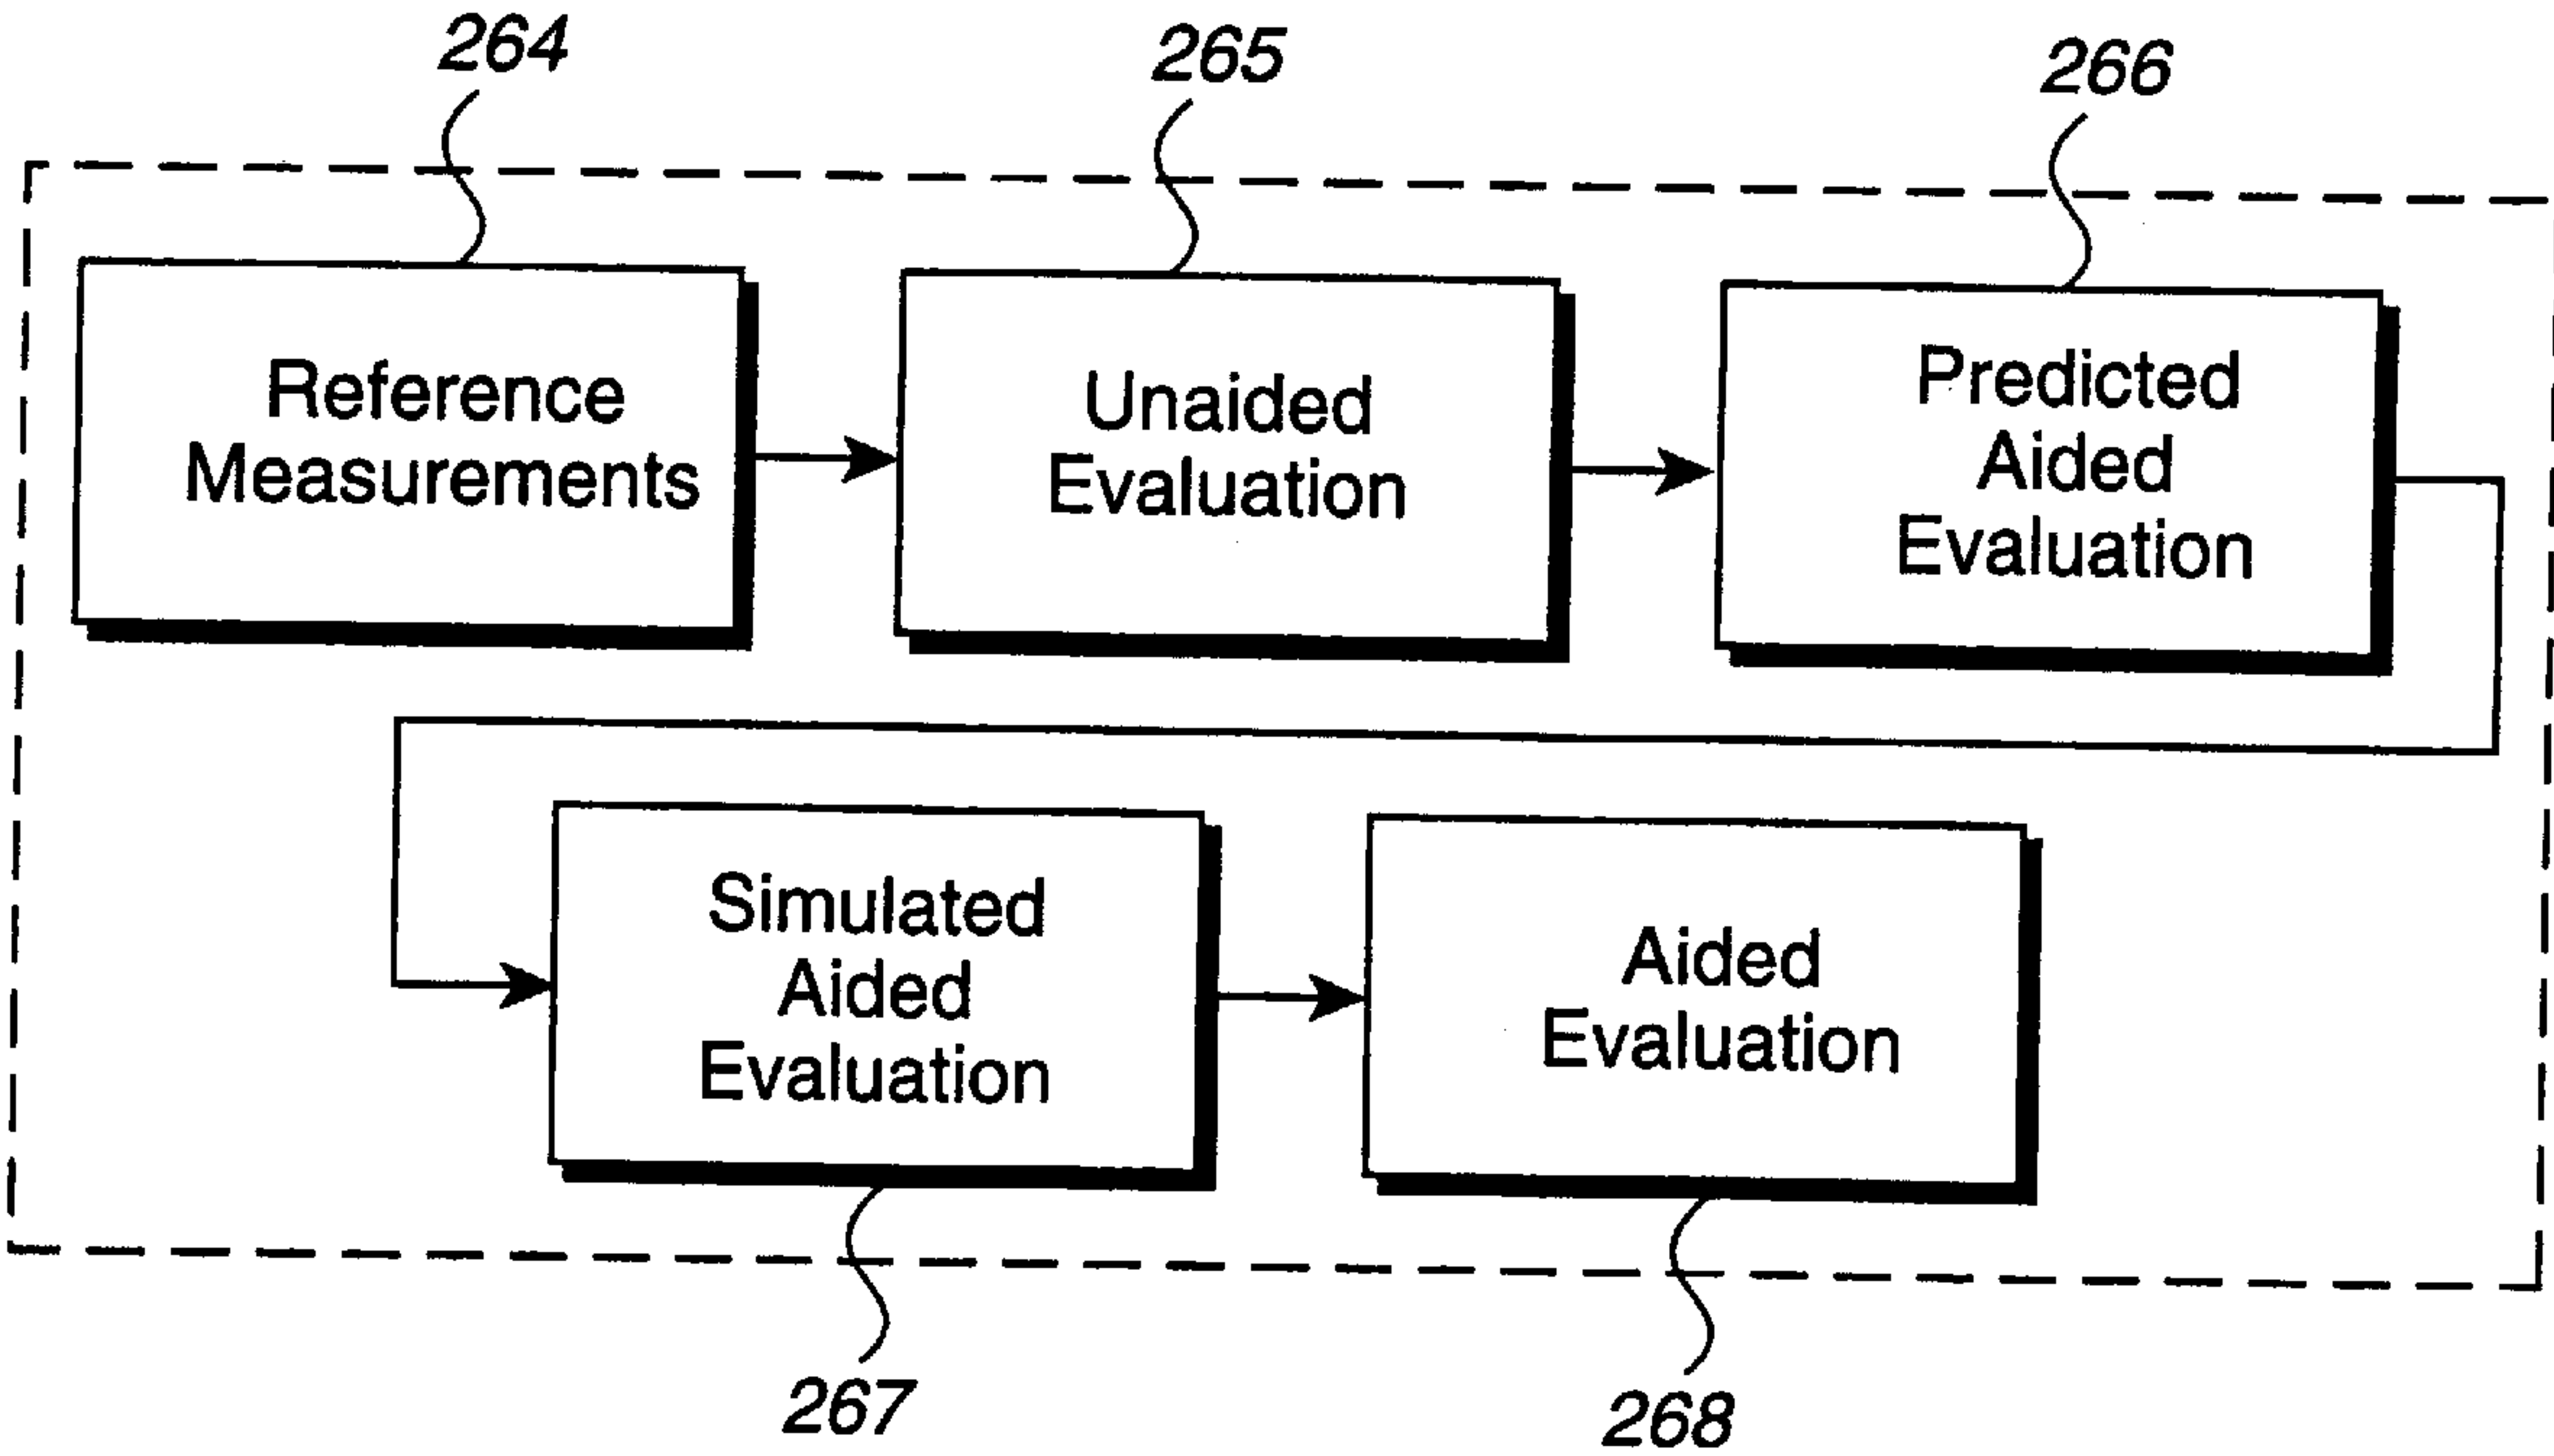 264
265
266
Reference
Measurements
Unaided
Evaluation
Predicted
Aided
Evaluation
Simulated
Aided
Evaluation
Aided
Evaluation
267
268